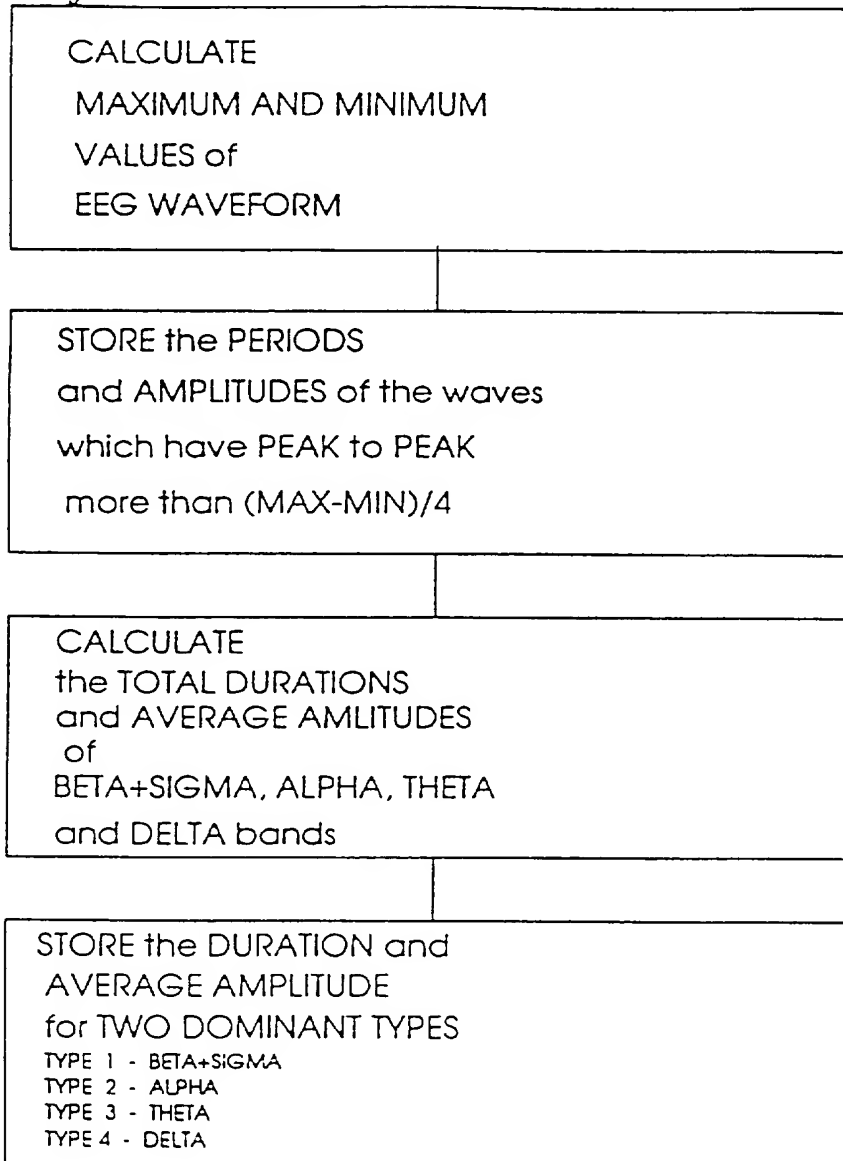 CALCULATE
MAXIMUM AND MINIMUM
VALUES of
EEG WAVEFORM
STORE the PERIODS
and AMPLITUDES of the waves
which have PEAK to PEAK
more than (MAX-MIN)/4
CALCULATE
the TOTAL DURATIONS
and AVERAGE AMLITUDES
of
BETA+SIGMA, ALPHA, THETA
and DELTA bands
STORE the DURATION and
AVERAGE AMPLITUDE
for TWO DOMINANT TYPES
TYPE 1 - BETA+SiGMA
TYPE 2 - ALPHA
TYPE 3 - THETA
TYPE 4 - DELTA